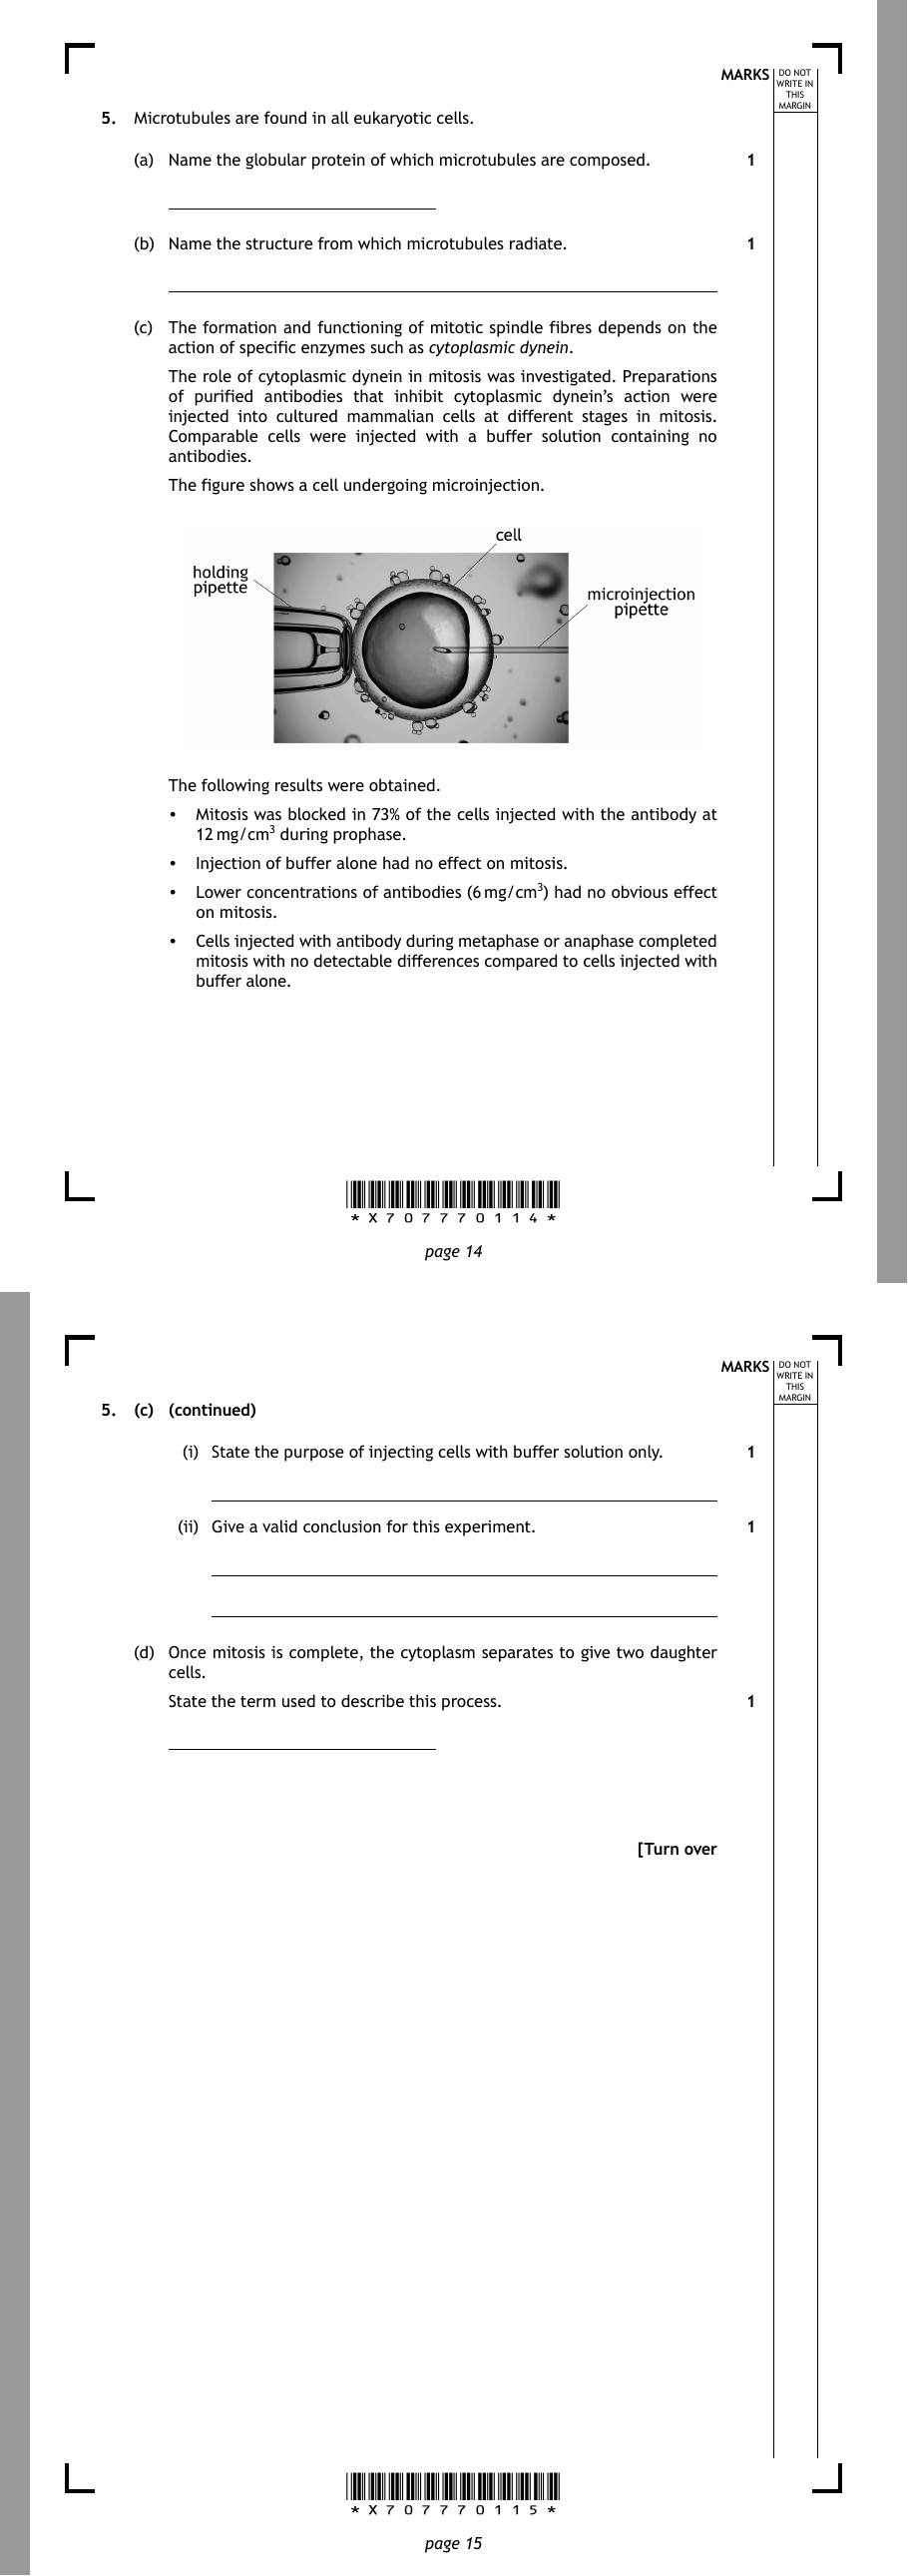 MARKS
DO NOT
WRITE IN
THIS
MARGIN
5. Microtubules are found in all eukaryotic cells.
(a) Name the globular protein of which microtubules are composed. 1
(b) Name the structure from which microtubules radiate. 1
(c) The formation and functioning of mitotic spindle fibres depends on the
action of specific enzymes such as cytoplasmic dynein.
The role of cytoplasmic dynein in mitosis was investigated. Preparations
of purified antibodies that inhibit cytoplasmic dynein’s action were
injected into cultured mammalian cells at different stages in mitosis.
Comparable cells were injected with a buffer solution containing no
antibodies.
The figure shows a cell undergoing microinjection.
cell
holding
pipette
microinjection
pipette
The following results were obtained.
• Mitosis was blocked in 73% of the cells injected with the antibody at
12 mg/cm³ during prophase.
• Injection of buffer alone had no effect on mitosis.
• Lower concentrations of antibodies (6 mg/cm³) had no obvious effect
on mitosis.
• Cells injected with antibody during metaphase or anaphase completed
mitosis with no detectable differences compared to cells injected with
buffer alone.
* X 7 0 7 7 7 0 1 1 4 *
page 14
MARKS
DO NOT
WRITE IN
THIS
MARGIN
5. (c) (continued)
(i) State the purpose of injecting cells with buffer solution only. 1
(ii) Give a valid conclusion for this experiment. 1
(d) Once mitosis is complete, the cytoplasm separates to give two daughter
cells.
State the term used to describe this process. 1
[Turn over
* X 7 0 7 7 7 0 1 1 5 *
page 15